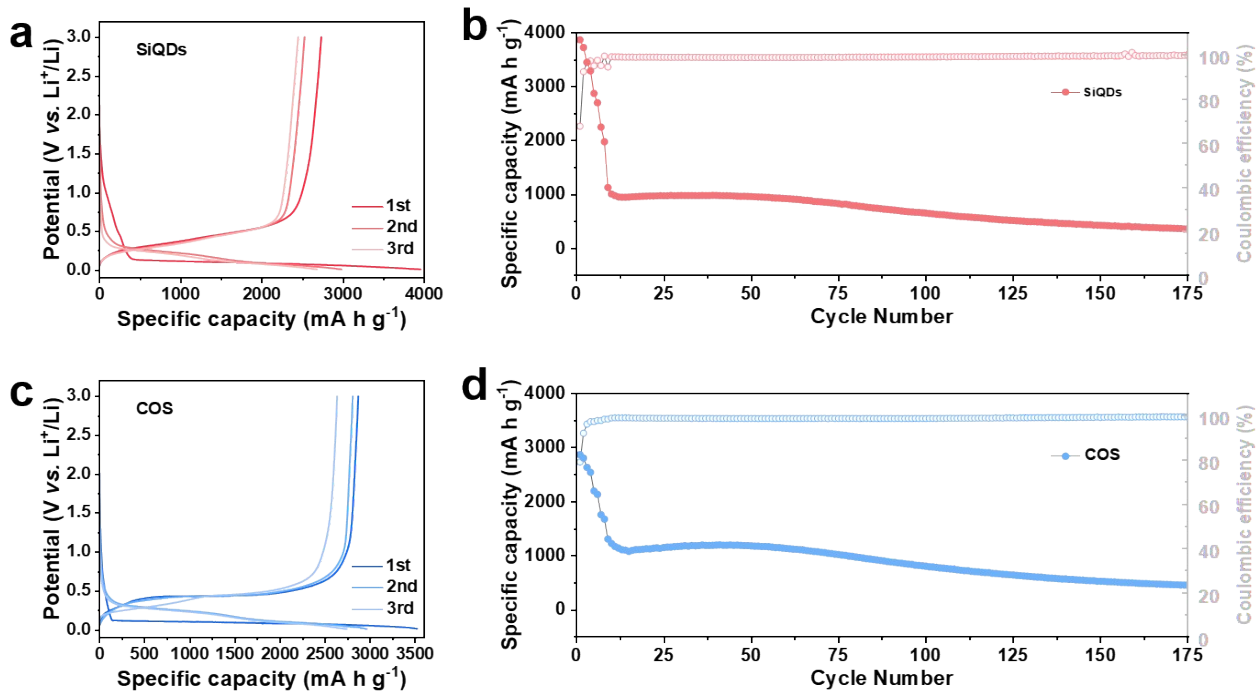 a
SiQDs
Potential (V vs. Li⁺/Li)
3.0
2.5
2.0
1.5
1.0
0.5
0.0
1st
2nd
3rd
0 1000 2000 3000 4000
Specific capacity (mA h g⁻¹)
b
Specific capacity (mA h g⁻¹)
4000
3000
3000
2000
1000
0
SiQDs
100
80
60
40
20
0
Coulombic efficiency (%)
0 25 50 75 100 125 150 175
Cycle Number
c
COS
Potential (V vs. Li⁺/Li)
3.0
2.5
2.0
1.5
1.0
0.5
0.0
1st
2nd
3rd
0 500 1000 1500 2000 2500 3000 3500
Specific capacity (mA h g⁻¹)
d
Specific capacity (mA h g⁻¹)
4000
3000
3000
2000
1000
0
COS
100
80
60
40
20
0
Coulombic efficiency (%)
0 25 50 75 100 125 150 175
Cycle Number